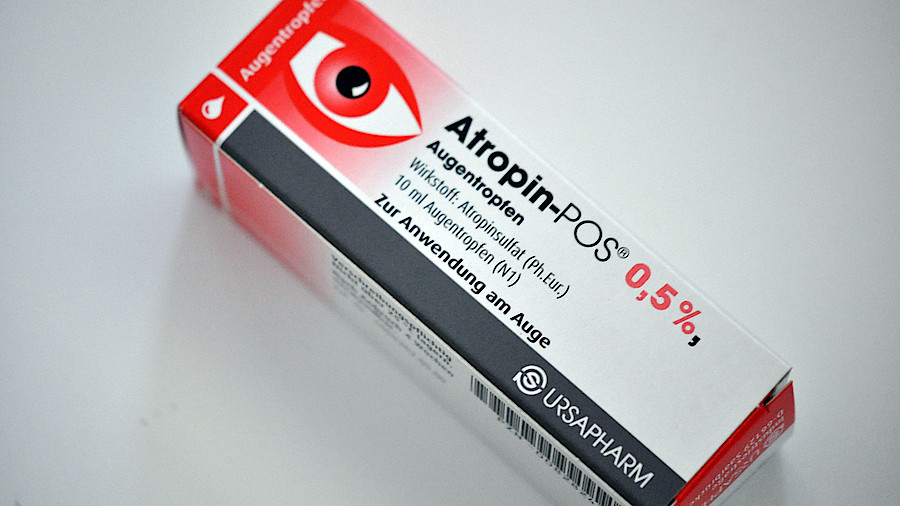 Augentropfen
Atropin-POS® 0,5%,
Augentropfen
Wirkstoff: Atropinsulfat (Ph.Eur.)
10 ml Augentropfen (N1)
Zur Anwendung am Auge
URSAPHARM
Verschreibungspflichtig